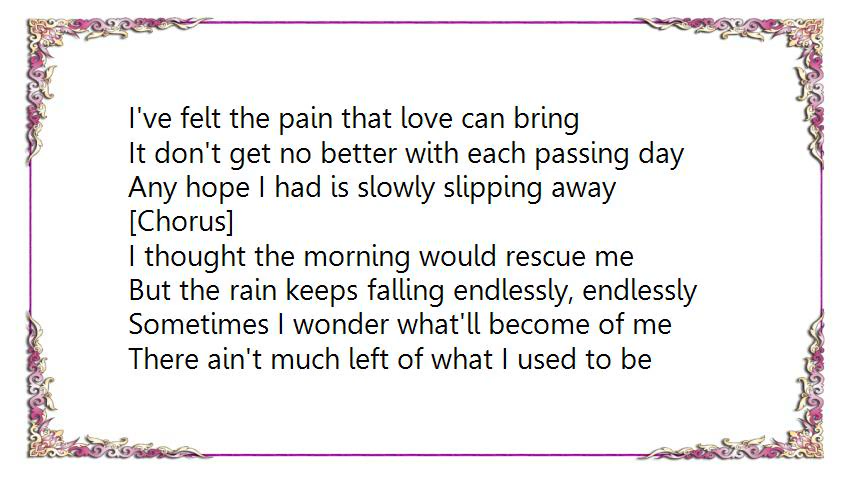 I've felt the pain that love can bring
It don't get no better with each passing day
Any hope I had is slowly slipping away
[Chorus]
I thought the morning would rescue me
But the rain keeps falling endlessly, endlessly
Sometimes I wonder what'll become of me
There ain't much left of what I used to be